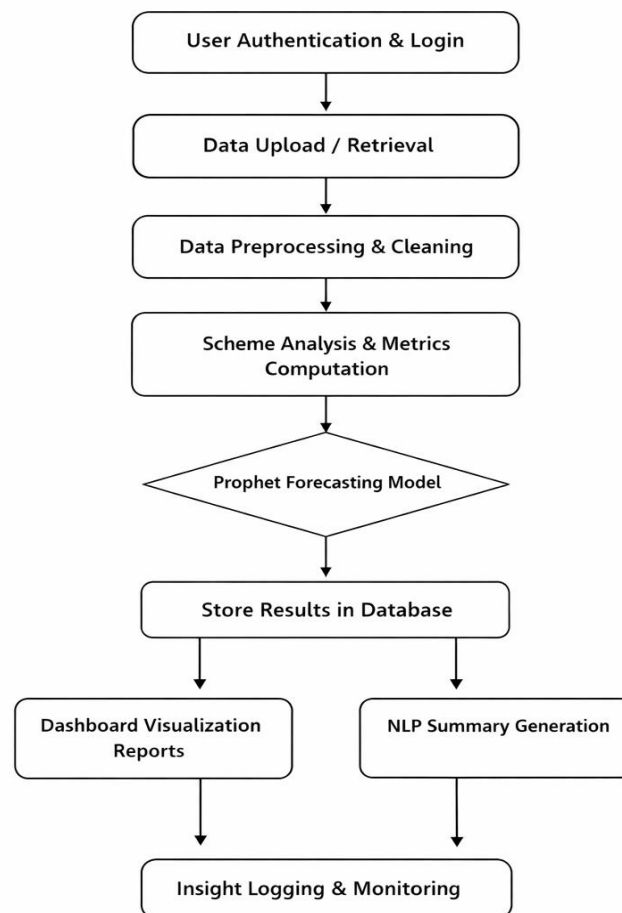 User Authentication & Login
Data Upload / Retrieval
Data Preprocessing & Cleaning
Scheme Analysis & Metrics
Computation
Prophet Forecasting Model
Store Results in Database
Dashboard Visualization
Reports
NLP Summary Generation
Insight Logging & Monitoring